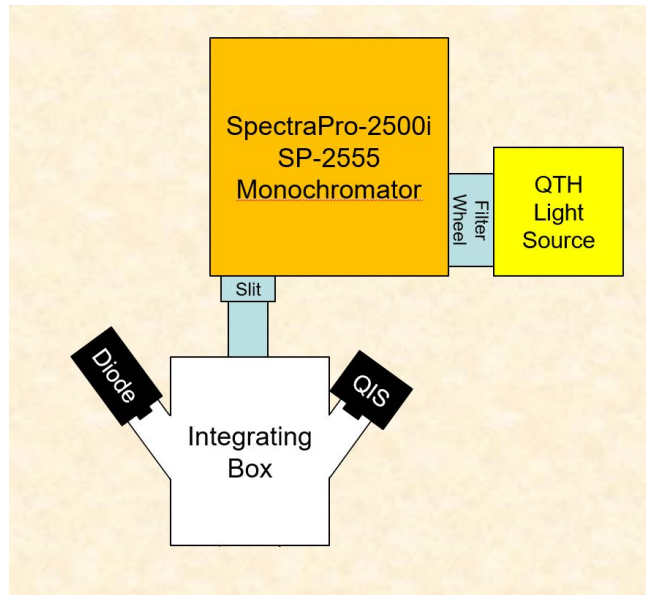 SpectraPro-2500i
SP-2555
Monochromator
Filter
Wheel
QTH
Light
Source
Slit
Diode
QIS
Integrating
Box